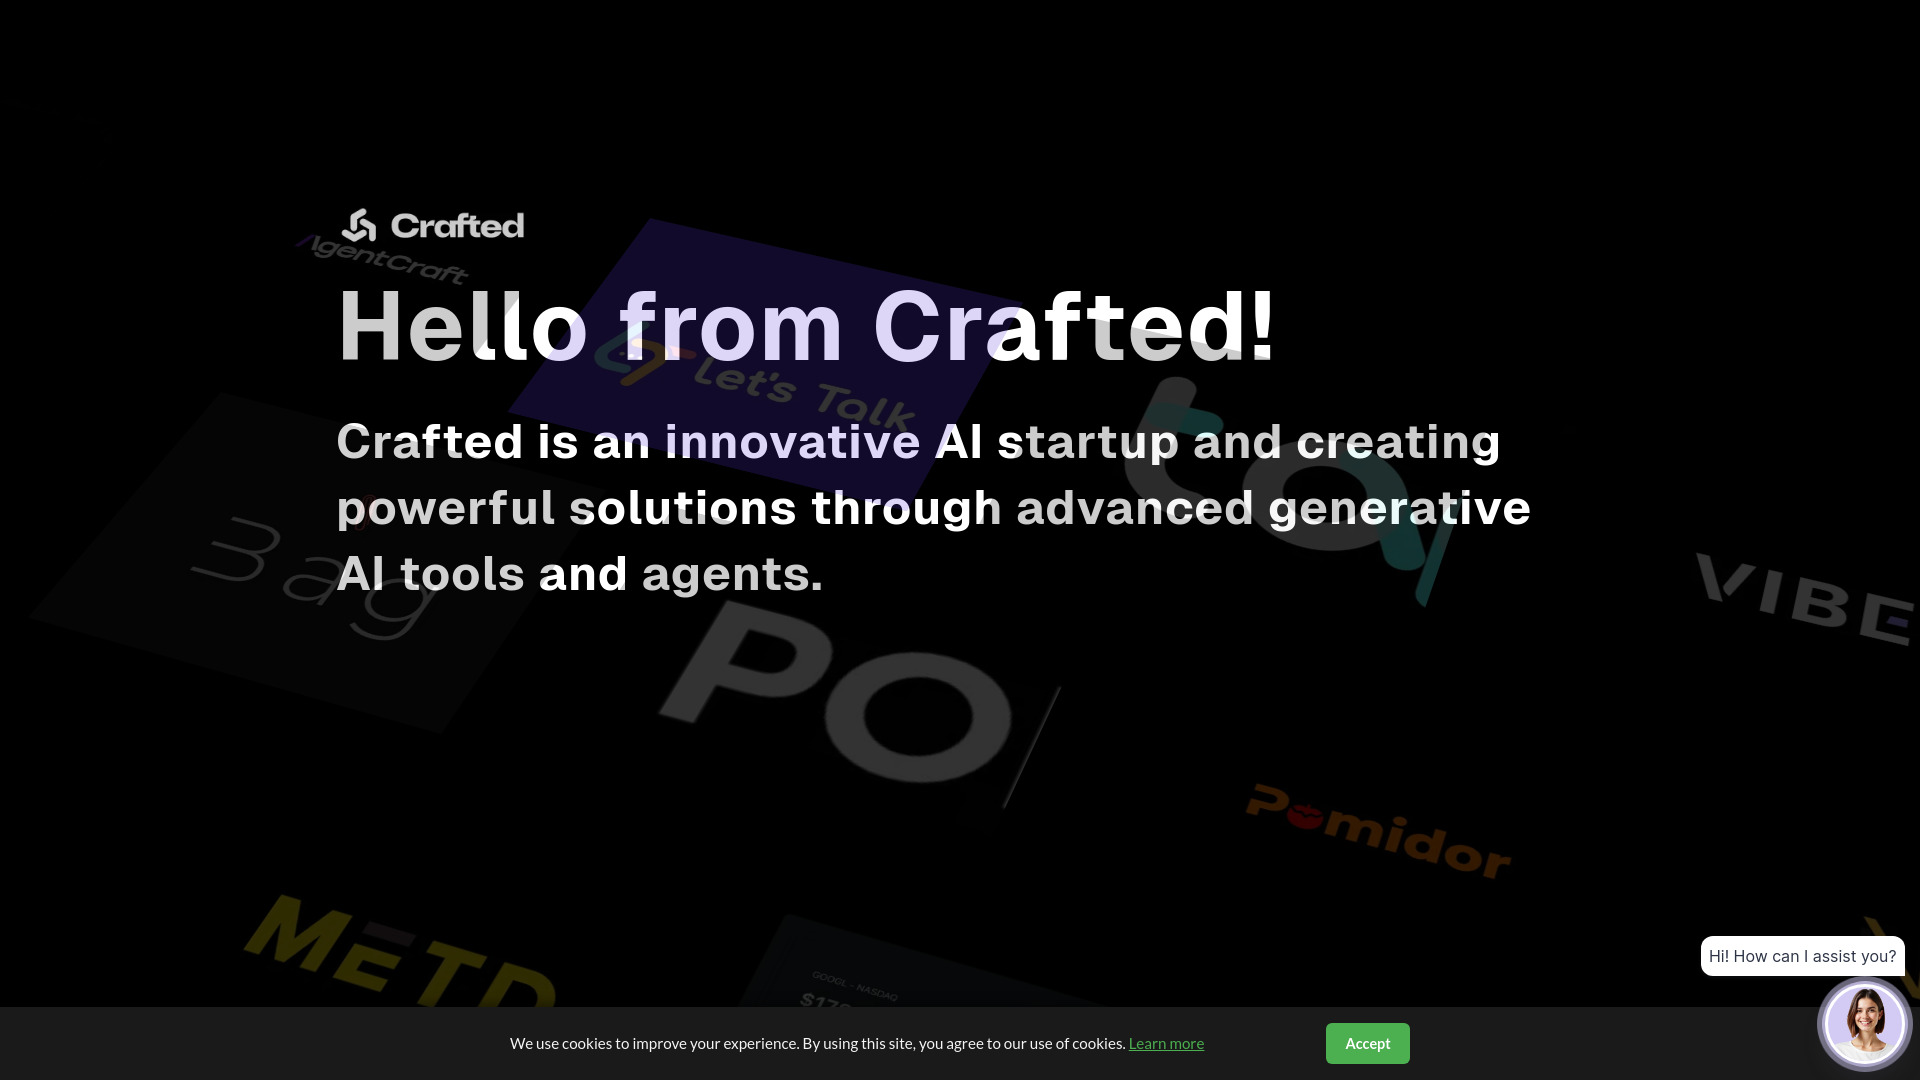 Crafted
AgentCraft
Hello from Crafted!
Let's Talk
Crafted is an innovative AI startup and creating
powerful solutions through advanced generative
AI tools and agents.
3ag
toy
VIBE
PO
Pomidor
METD
GOOGL - NASDAQ
Hi! How can I assist you?
We use cookies to improve your experience. By using this site, you agree to our use of cookies. Learn more
Accept